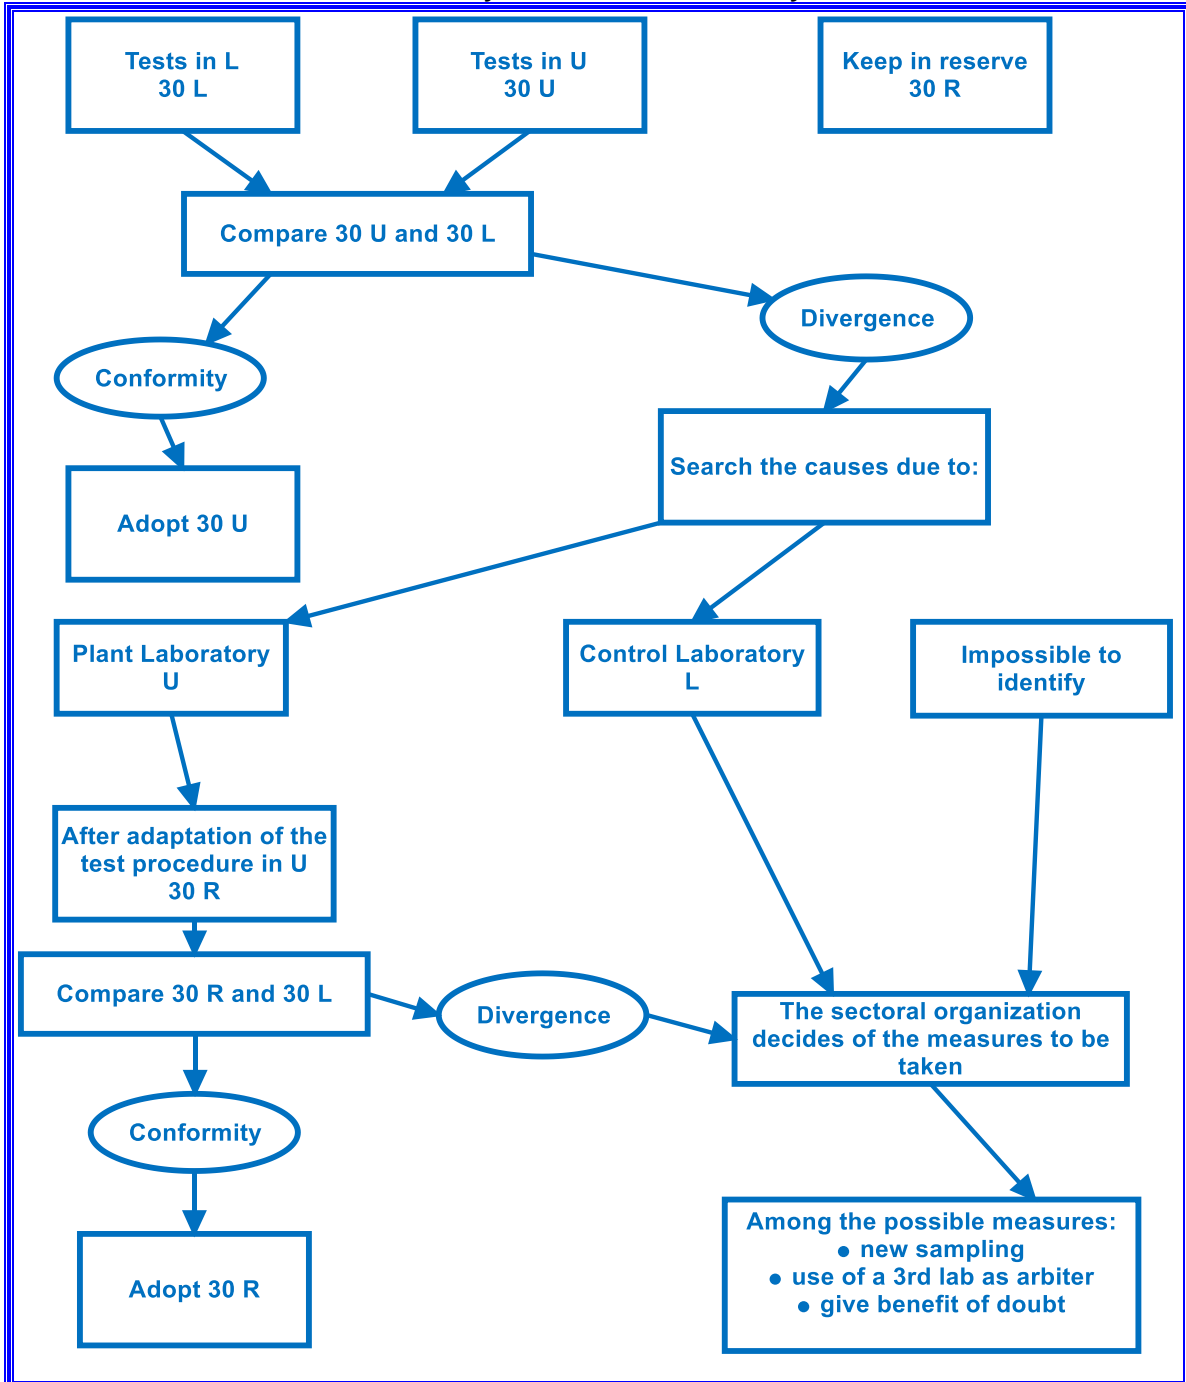 Tests in L
30 L
Tests in U
30 U
Keep in reserve
30 R
Compare 30 U and 30 L
Divergence
Conformity
Search the causes due to:
Adopt 30 U
Plant Laboratory
U
Control Laboratory
L
Impossible to
identify
After adaptation of the
test procedure in U
30 R
Compare 30 R and 30 L
Divergence
The sectoral organization
decides of the measures to be
taken
Conformity
Adopt 30 R
Among the possible measures:
● new sampling
● use of a 3rd lab as arbiter
● give benefit of doubt